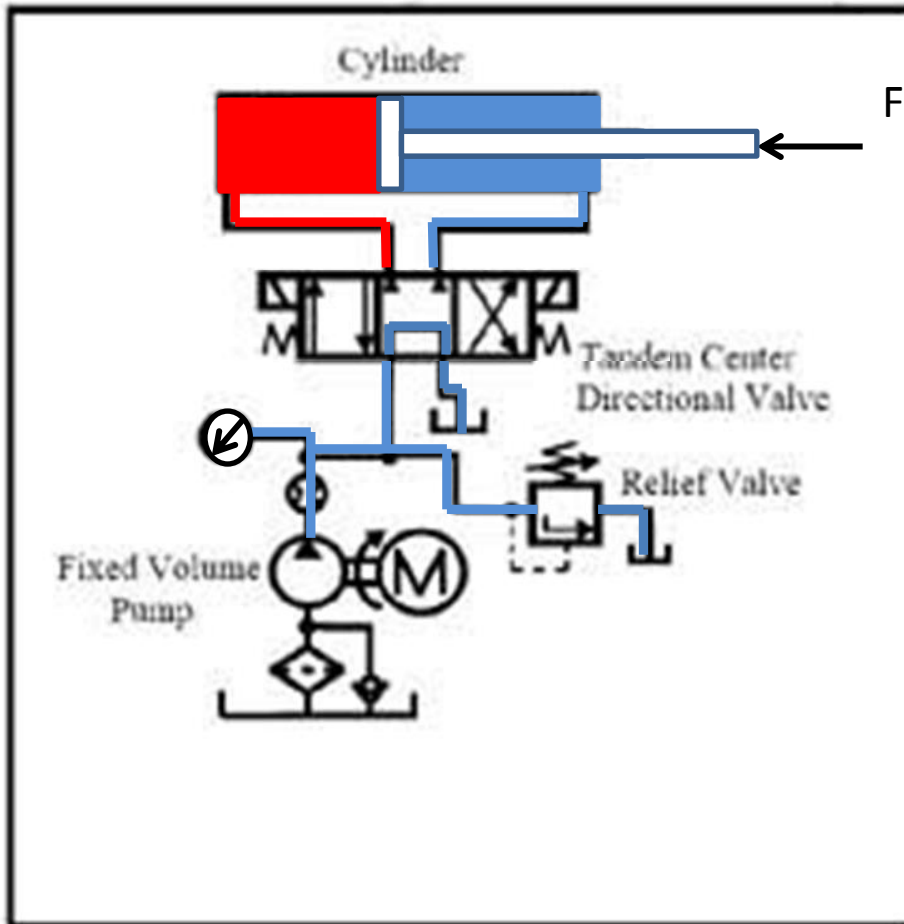 Cylinder
F
M M
Tandem Center
Directional Valve
Relief Valve
Fixed Volume
Pump
M